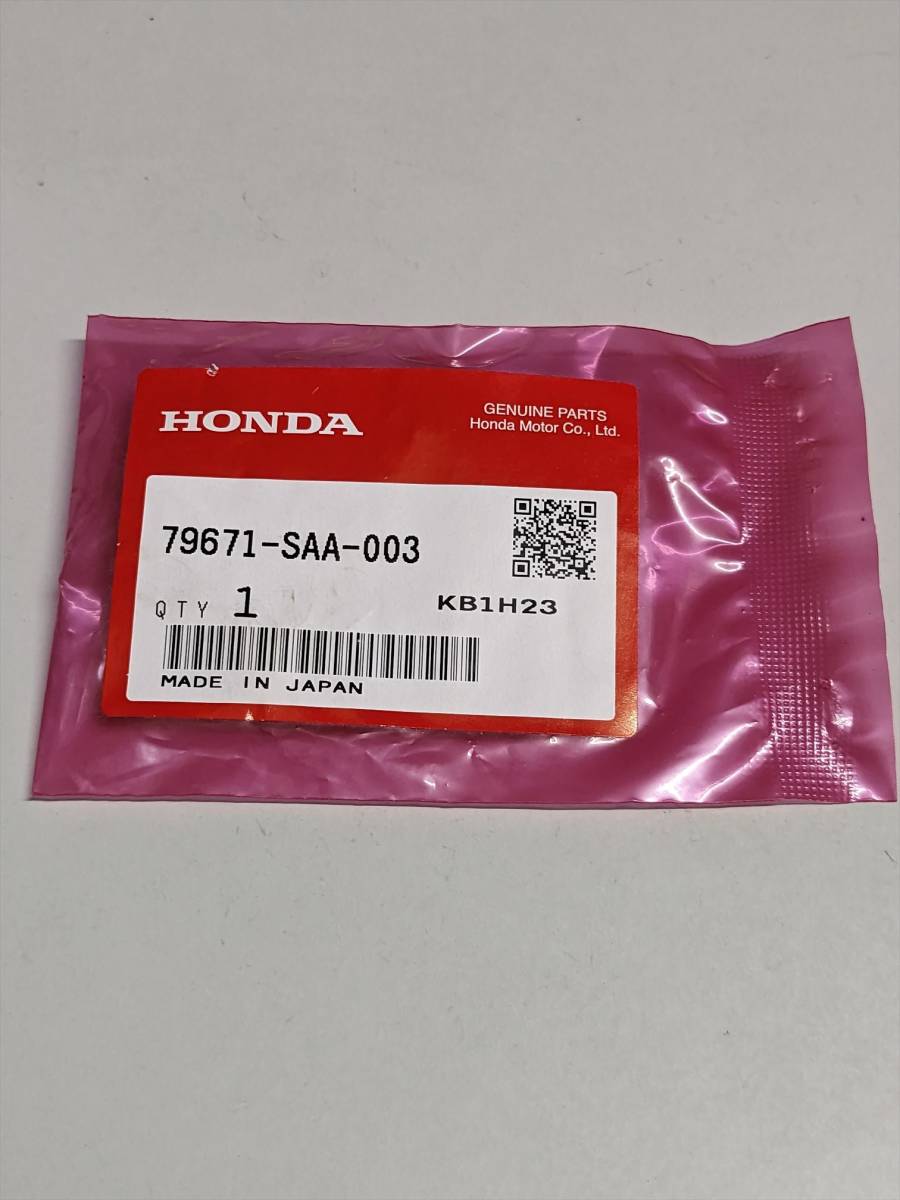 HONDA
GENUINE PARTS
Honda Motor Co., Ltd.
79671-SAA-003
QTY 1
KB1H23
MADE IN JAPAN